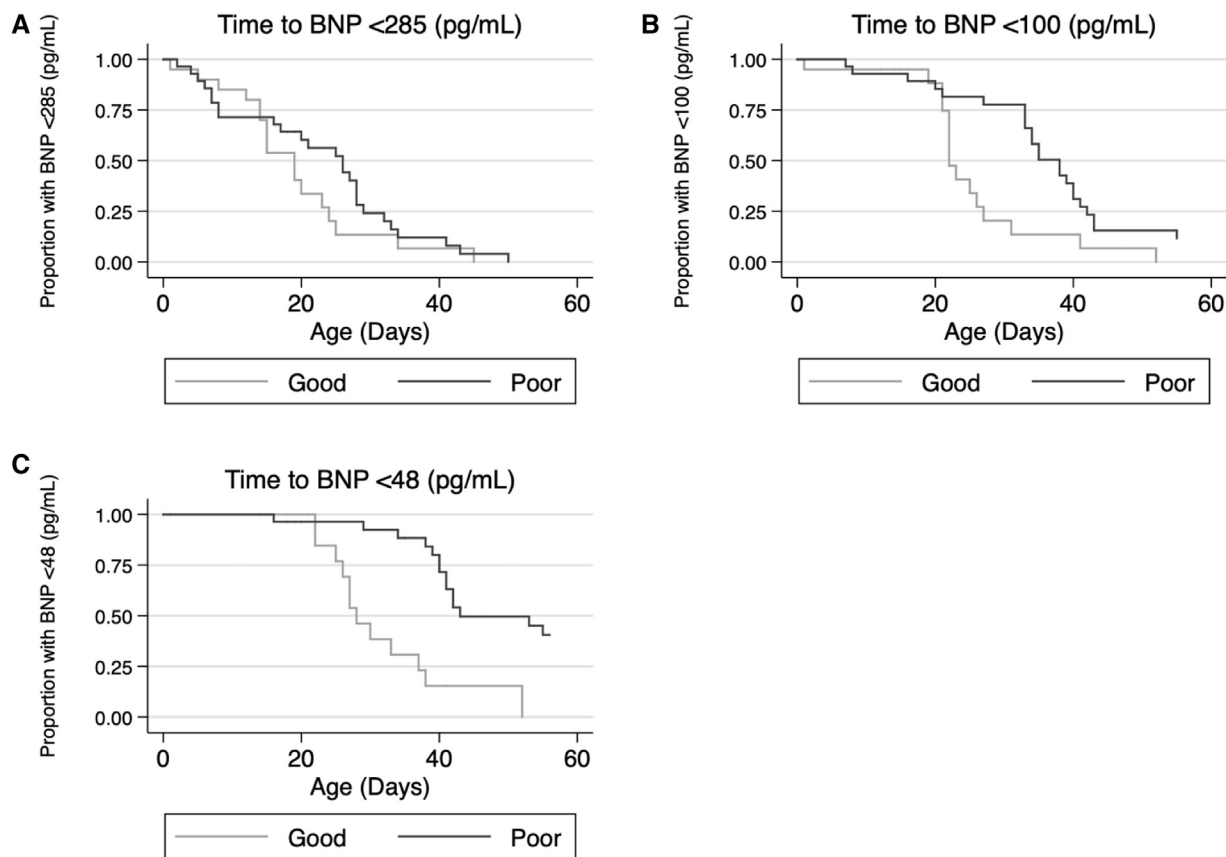 A
Time to BNP <285 (pg/mL)
Proportion with BNP <285 (pg/mL)
1.00
0.75
0.50
0.25
0.00
0 20 40 60
Age (Days)
Good Poor
B
Time to BNP <100 (pg/mL)
Proportion with BNP <100 (pg/mL)
1.00
0.75
0.50
0.25
0.00
0 20 40 60
Age (Days)
Good Poor
C
Time to BNP <48 (pg/mL)
Proportion with BNP <48 (pg/mL)
1.00
0.75
0.50
0.25
0.00
0 20 40 60
Age (Days)
Good Poor